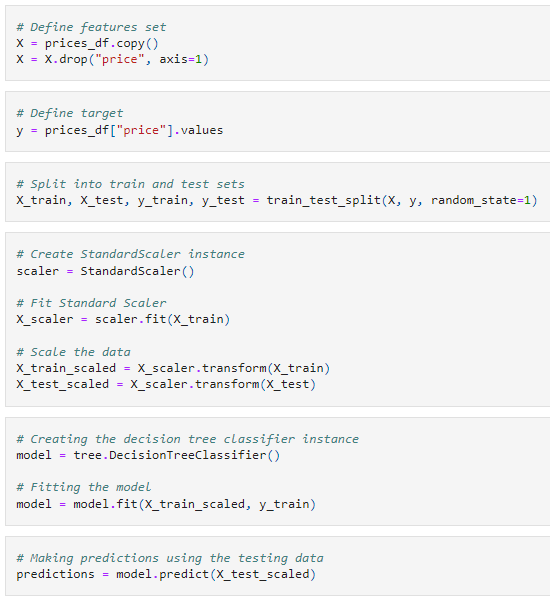 # Define features set
X = prices_df.copy()
X = X.drop("price", axis=1)
# Define target
y = prices_df["price"].values
# Split into train and test sets
X_train, X_test, y_train, y_test = train_test_split(X, y, random_state=1)
# Create StandardScaler instance
scaler = StandardScaler()
# Fit Standard Scaler
X_scaler = scaler.fit(X_train)
# Scale the data
X_train_scaled = X_scaler.transform(X_train)
X_test_scaled = X_scaler.transform(X_test)
# Creating the decision tree classifier instance
model = tree.DecisionTreeClassifier()
# Fitting the model
model = model.fit(X_train_scaled, y_train)
# Making predictions using the testing data
predictions = model.predict(X_test_scaled)